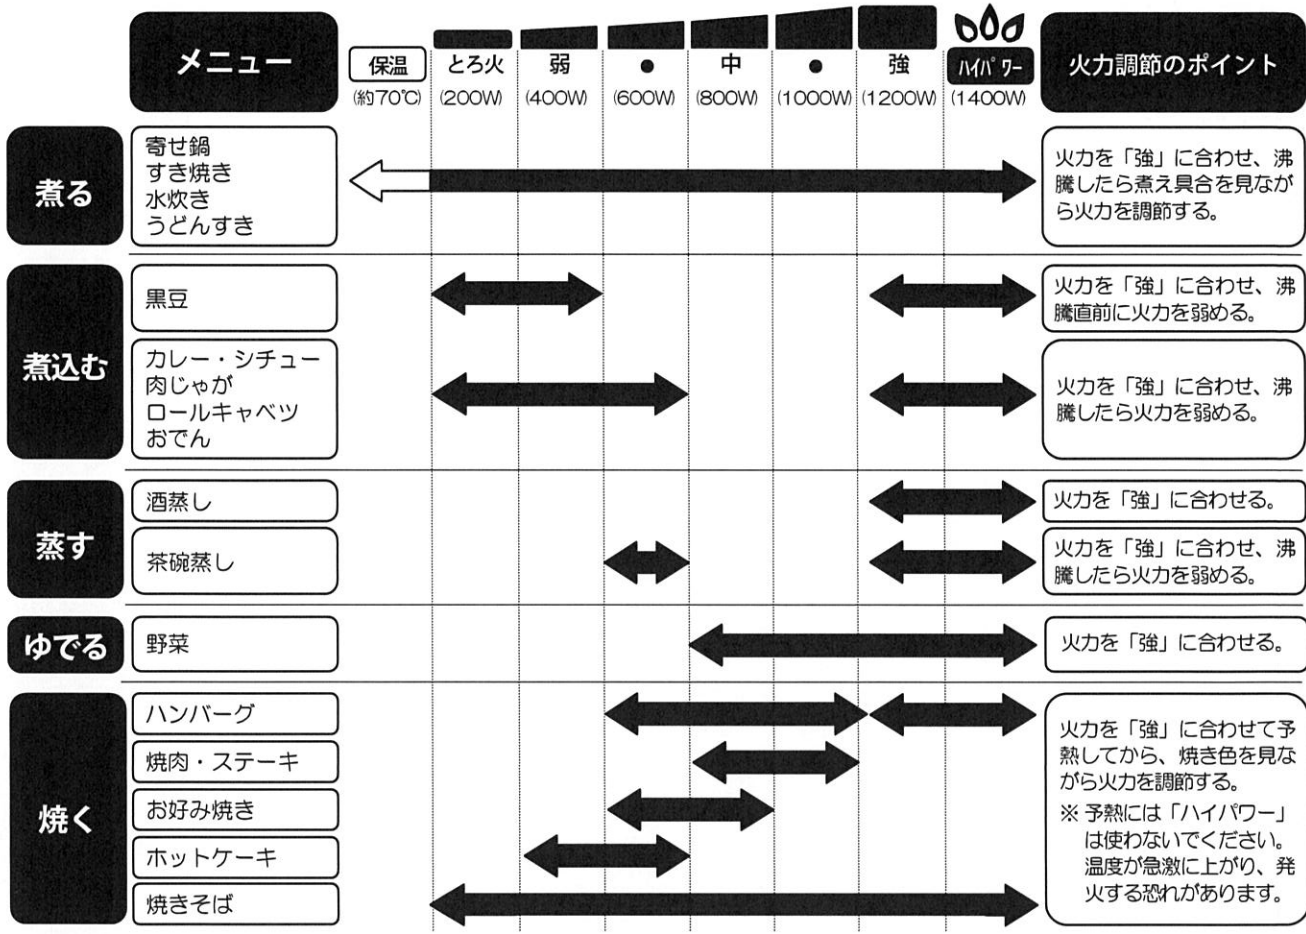 メニュー
保温
とろ火
弱
●
中
●
強
ハイパワー
火力調節のポイント
(約70℃)
(200W)
(400W)
(600W)
(800W)
(1000W)
(1200W)
(1400W)
煮る
寄せ鍋
すき焼き
水炊き
うどんすき
火力を「強」に合わせ、沸
騰したら煮え具合を見なが
ら火力を調節する。
煮込む
黒豆
火力を「強」に合わせ、沸
騰直前に火力を弱める。
カレー・シチュー
肉じゃが
ロールキャベツ
おでん
火力を「強」に合わせ、沸
騰したら火力を弱める。
蒸す
酒蒸し
火力を「強」に合わせる。
茶碗蒸し
火力を「強」に合わせ、沸
騰したら火力を弱める。
ゆでる
野菜
火力を「強」に合わせる。
焼く
ハンバーグ
焼肉・ステーキ
お好み焼き
ホットケーキ
焼きそば
火力を「強」に合わせて予
熱してから、焼き色を見な
がら火力を調節する。
※ 予熱には「ハイパワー」
は使わないでください。
温度が急激に上がり、発
火する恐れがあります。